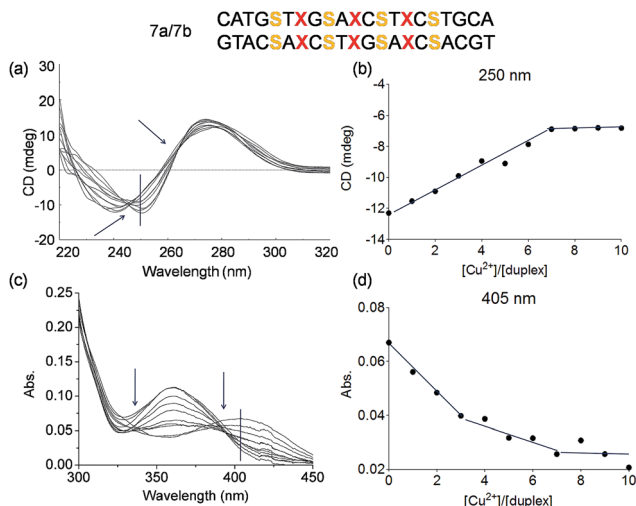 7a/7b
CATGSTXGSAXCSTXCSTGCA
GTACSAXCSTXGSAXCSACGT
(a)
CD (mdeg)
30
20
10
0
-10
-20
220 240 260 280 300 320
Wavelength (nm)
(b)
250 nm
CD (mdeg)
-4
-6
-8
-10
-12
-14
0 2 4 6 8 10
[Cu²⁺]/[duplex]
(c)
Abs.
0.25
0.20
0.15
0.10
0.05
0.00
300 350 400 450
Wavelength (nm)
(d)
405 nm
Abs.
0.08
0.06
0.04
0.02
0 2 4 6 8 10
[Cu²⁺]/[duplex]